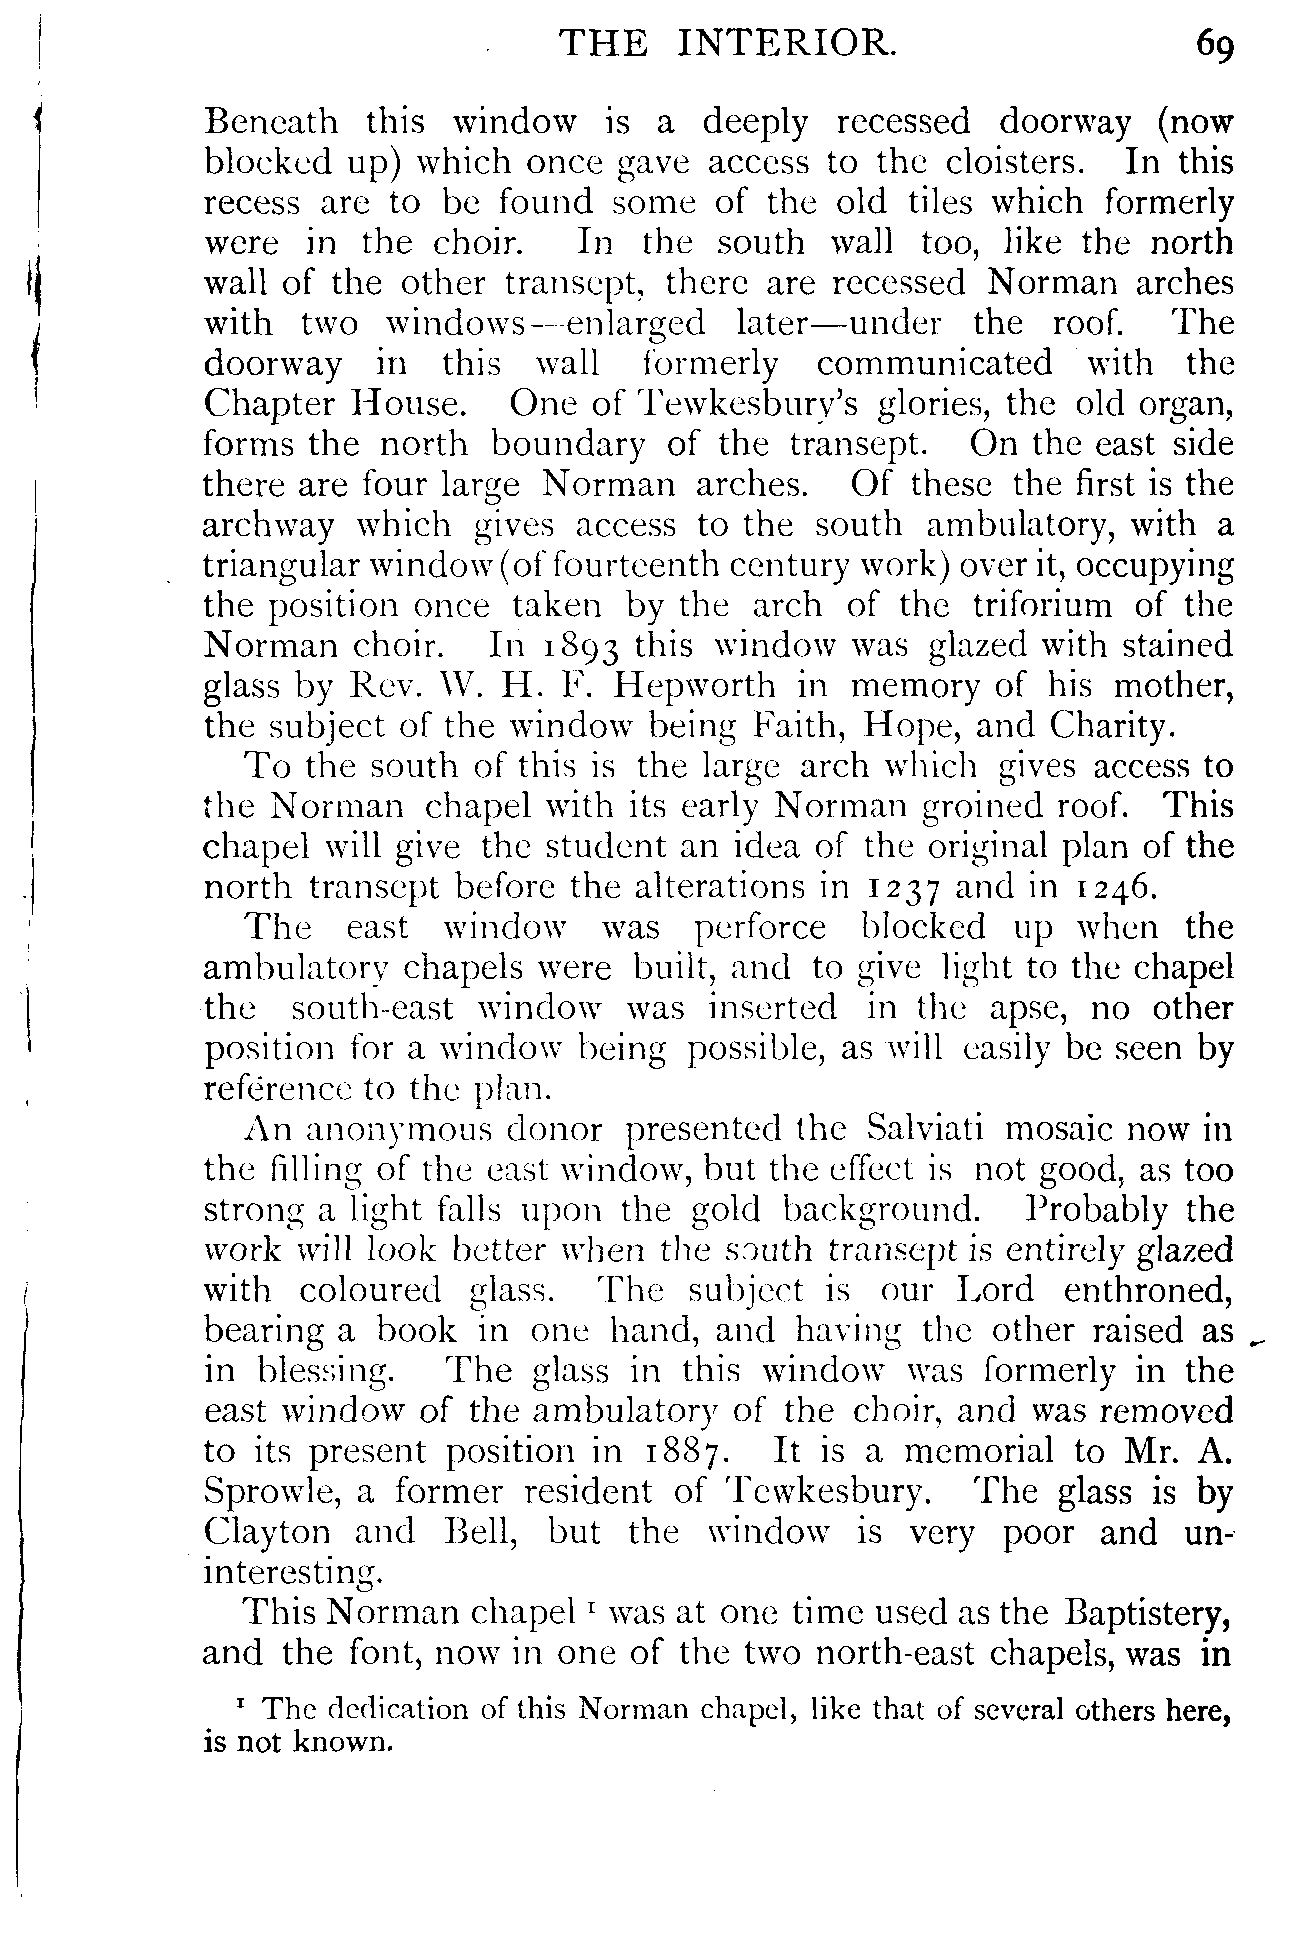 THE INTERIOR. 69
Beneath this window is a deeply recessed doorway (now
blocked up) which once gave access to the cloisters. In this
recess are to be found some of the old tiles which formerly
were in the choir. In the south wall too, like the north
wall of the other transept, there are recessed Norman arches
with two windows—enlarged later—under the roof. The
doorway in this wall formerly communicated with the
Chapter House. One of Tewkesbury's glories, the old organ,
forms the north boundary of the transept. On the east side
there are four large Norman arches. Of these the first is the
archway which gives access to the south ambulatory, with a
triangular window (of fourteenth century work) over it, occupying
the position once taken by the arch of the triforium of the
Norman choir. In 1893 this window was glazed with stained
glass by Rev. W. H. F. Hepworth in memory of his mother,
the subject of the window being Faith, Hope, and Charity.
To the south of this is the large arch which gives access to
the Norman chapel with its early Norman groined roof. This
chapel will give the student an idea of the original plan of the
north transept before the alterations in 1237 and in 1246.
The east window was perforce blocked up when the
ambulatory chapels were built, and to give light to the chapel
the south-east window was inserted in the apse, no other
position for a window being possible, as will easily be seen by
reference to the plan.
An anonymous donor presented the Salviati mosaic now in
the filling of the east window, but the effect is not good, as too
strong a light falls upon the gold background. Probably the
work will look better when the south transept is entirely glazed
with coloured glass. The subject is our Lord enthroned,
bearing a book in one hand, and having the other raised as
in blessing. The glass in this window was formerly in the
east window of the ambulatory of the choir, and was removed
to its present position in 1887. It is a memorial to Mr. A.
Sprowle, a former resident of Tewkesbury. The glass is by
Clayton and Bell, but the window is very poor and un-
interesting.
This Norman chapel ¹ was at one time used as the Baptistery,
and the font, now in one of the two north-east chapels, was in
¹ The dedication of this Norman chapel, like that of several others here,
is not known.